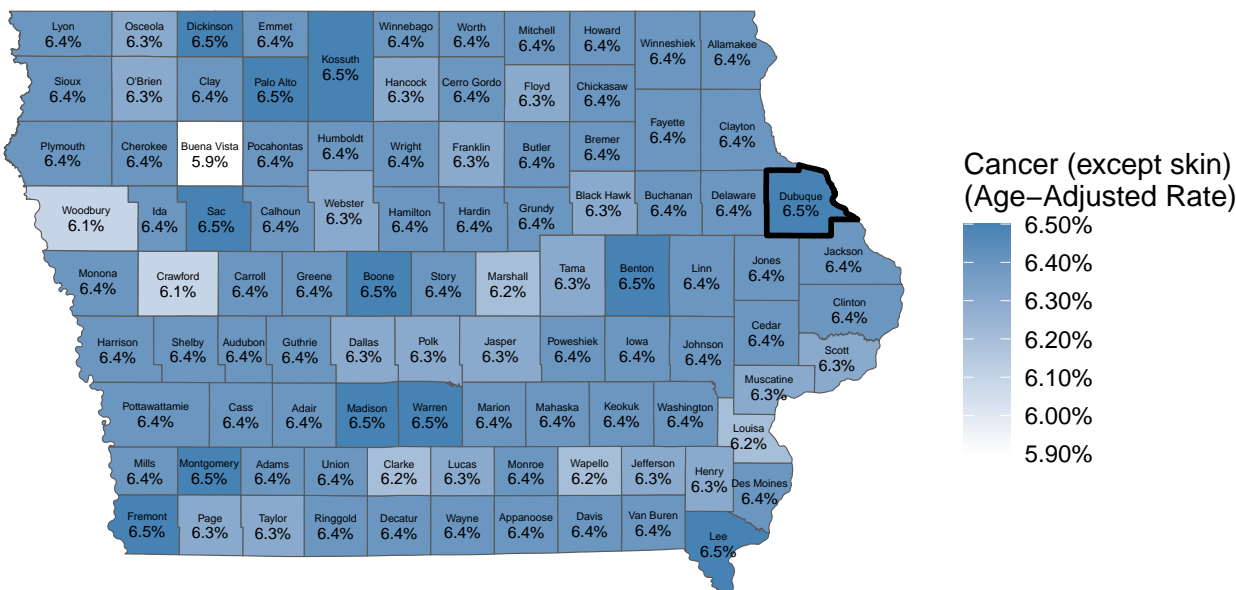 Lyon
6.4%
Osceola
6.3%
Dickinson
6.5%
Emmet
6.4%
Kossuth
6.5%
Winnebago
6.4%
Worth
6.4%
Mitchell
6.4%
Howard
6.4%
Winneshiek
6.4%
Allamakee
6.4%
Sioux
6.4%
O'Brien
6.3%
Clay
6.4%
Palo Alto
6.5%
Hancock
6.3%
Cerro Gordo
6.4%
Floyd
6.3%
Chickasaw
6.4%
Plymouth
6.4%
Cherokee
6.4%
Buena Vista
5.9%
Pocahontas
6.4%
Humboldt
6.4%
Wright
6.4%
Franklin
6.3%
Butler
6.4%
Bremer
6.4%
Fayette
6.4%
Clayton
6.4%
Woodbury
6.1%
Ida
6.4%
Sac
6.5%
Calhoun
6.4%
Webster
6.3%
Hamilton
6.4%
Hardin
6.4%
Grundy
6.4%
Black Hawk
6.3%
Buchanan
6.4%
Delaware
6.4%
Dubuque
6.5%
Monona
6.4%
Crawford
6.1%
Carroll
6.4%
Greene
6.4%
Boone
6.5%
Story
6.4%
Marshall
6.2%
Tama
6.3%
Benton
6.5%
Linn
6.4%
Jones
6.4%
Jackson
6.4%
Clinton
6.4%
Harrison
6.4%
Shelby
6.4%
Audubon
6.4%
Guthrie
6.4%
Dallas
6.3%
Polk
6.3%
Jasper
6.3%
Poweshiek
6.4%
Iowa
6.4%
Johnson
6.4%
Cedar
6.4%
Scott
6.3%
Muscatine
6.3%
Pottawattamie
6.4%
Cass
6.4%
Adair
6.4%
Madison
6.5%
Warren
6.5%
Marion
6.4%
Mahaska
6.4%
Keokuk
6.4%
Washington
6.4%
Louisa
6.2%
Mills
6.4%
Montgomery
6.5%
Adams
6.4%
Union
6.4%
Clarke
6.2%
Lucas
6.3%
Monroe
6.4%
Wapello
6.2%
Jefferson
6.3%
Henry
6.3%
Des Moines
6.4%
Fremont
6.5%
Page
6.3%
Taylor
6.3%
Ringgold
6.4%
Decatur
6.4%
Wayne
6.4%
Appanoose
6.4%
Davis
6.4%
Van Buren
6.4%
Lee
6.5%
Cancer (except skin)
(Age−Adjusted Rate)
6.50%
6.40%
6.30%
6.20%
6.10%
6.00%
5.90%